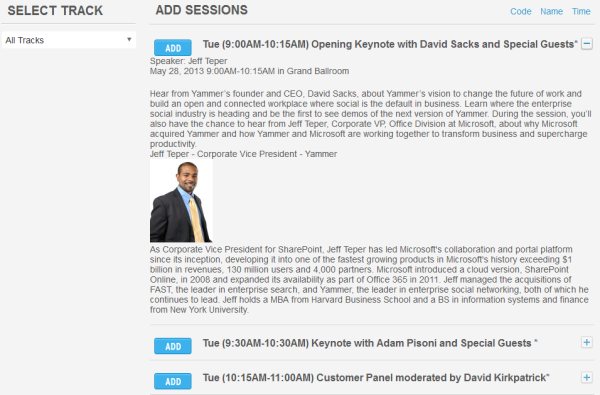 SELECT TRACK
All Tracks
ADD SESSIONS
Code Name Time
ADD Tue (9:00AM-10:15AM) Opening Keynote with David Sacks and Special Guests*
Speaker: Jeff Teper
May 28, 2013 9:00AM-10:15AM in Grand Ballroom
Hear from Yammer's founder and CEO, David Sacks, about Yammer's vision to change the future of work and
build an open and connected workplace where social is the default in business. Learn where the enterprise
social industry is heading and be the first to see demos of the next version of Yammer. During the session, you'll
also have the chance to hear from Jeff Teper, Corporate VP, Office Division at Microsoft, about why Microsoft
acquired Yammer and how Yammer and Microsoft are working together to transform business and supercharge
productivity.
Jeff Teper - Corporate Vice President - Yammer
As Corporate Vice President for SharePoint, Jeff Teper has led Microsoft's collaboration and portal platform
since its inception, developing it into one of the fastest growing products in Microsoft's history exceeding $1
billion in revenues, 130 million users and 4,000 partners. Microsoft introduced a cloud version, SharePoint
Online, in 2008 and expanded its availability as part of Office 365 in 2011. Jeff managed the acquisitions of
FAST, the leader in enterprise search, and Yammer, the leader in enterprise social networking, both of which he
continues to lead. Jeff holds a MBA from Harvard Business School and a BS in information systems and finance
from New York University.
ADD Tue (9:30AM-10:30AM) Keynote with Adam Pisoni and Special Guests *
ADD Tue (10:15AM-11:00AM) Customer Panel moderated by David Kirkpatrick*